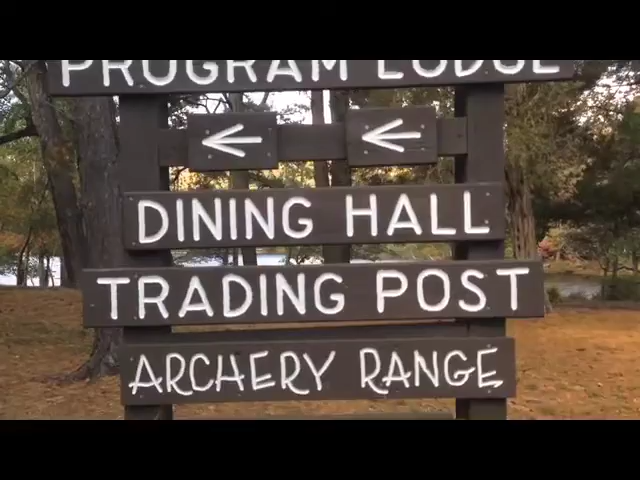 PROGRAM LODGE
DINING HALL
TRADING POST
ARCHERY RANGE